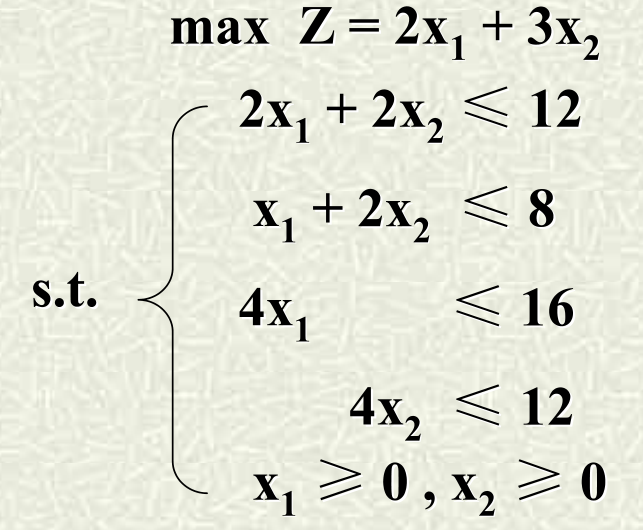 max Z = 2x₁ + 3x₂
2x₁ + 2x₂ ≤ 12
x₁ + 2x₂ ≤ 8
s.t.
4x₁ ≤ 16
4x₂ ≤ 12
x₁ ≥ 0 , x₂ ≥ 0